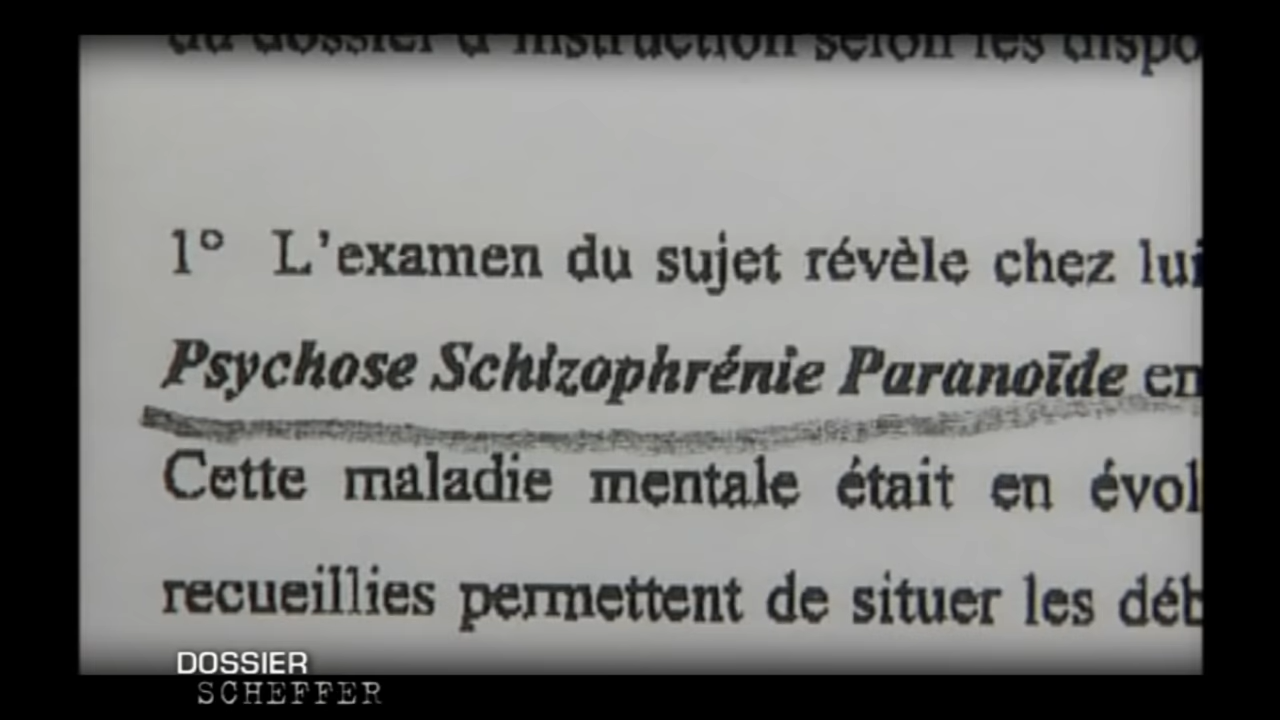 du dossier d'instruction selon les dispo
1° L'examen du sujet révèle chez lui
Psychose Schizophrénie Paranoïde en
Cette maladie mentale était en évol
recueillies permettent de situer les déb
DOSSIER
SCHEFFER